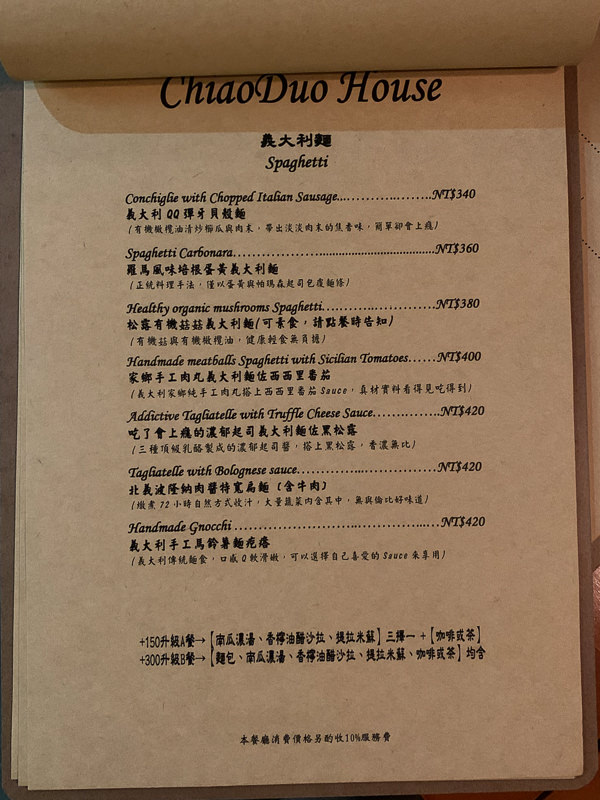 ChiaoDuo House
義大利麵
Spaghetti
Conchiglie with Chopped Italian Sausage...................NT$340
義大利 QQ 彈牙貝殼麵
(有機橄欖油清炒櫛瓜與肉末，帶出淡淡肉末的焦香味，簡單卻會上癮)
Spaghetti Carbonara...................................................NT$360
羅馬風味培根蛋黃義大利麵
(正統料理手法，僅以蛋黃與帕瑪森起司包覆麵條)
Healthy organic mushrooms Spaghetti...........................NT$380
松露有機菇菇義大利麵(可素食，請點餐時告知)
(有機菇與有機橄欖油，健康輕食無負擔)
Handmade meatballs Spaghetti with Sicilian Tomatoes......NT$400
家鄉手工肉丸義大利麵佐西西里番茄
(義大利家鄉純手工肉丸搭上西西里番茄 Sauce，真材實料看得見吃得到)
Addictive Tagliatelle with Truffle Cheese Sauce................NT$420
吃了會上癮的濃郁起司義大利麵佐黑松露
(三種頂級乳酪製成的濃郁起司醬，搭上黑松露，香濃無比)
Tagliatelle with Bolognese sauce.................................NT$420
北義波隆納肉醬特寬扁麵 (含牛肉)
(燉煮 72 小時自然方式收汁，大量蔬菜內含其中，無與倫比好味道)
Handmade Gnocchi..................................................NT$420
義大利手工馬鈴薯麵疙瘩
(義大利傳統麵食，口感 Q 軟滑嫩，可以選擇自己喜愛的 Sauce 來享用)
+150升級A餐→【南瓜濃湯、香檸油醋沙拉、提拉米蘇】三擇一 +【咖啡或茶】
+300升級B餐→【麵包、南瓜濃湯、香檸油醋沙拉、提拉米蘇、咖啡或茶】均含
本餐廳消費價格另酌收10%服務費